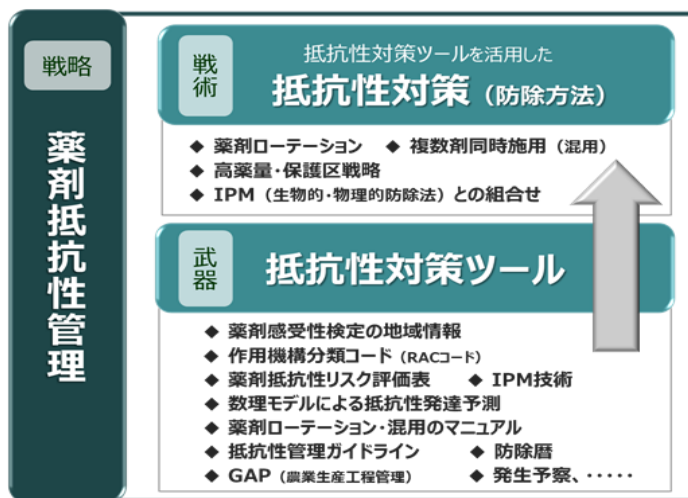 戦略
薬剤抵抗性管理
戦術
抵抗性対策ツールを活用した
抵抗性対策（防除方法）
◆ 薬剤ローテーション ◆ 複数剤同時施用（混用）
◆ 高薬量・保護区戦略
◆ IPM（生物的・物理的防除法）との組合せ
武器
抵抗性対策ツール
◆ 薬剤感受性検定の地域情報
◆ 作用機構分類コード（RACコード）
◆ 薬剤抵抗性リスク評価表 ◆ IPM技術
◆ 数理モデルによる抵抗性発達予測
◆ 薬剤ローテーション・混用のマニュアル
◆ 抵抗性管理ガイドライン ◆ 防除暦
◆ GAP（農業生産工程管理） ◆ 発生予察、・・・・・